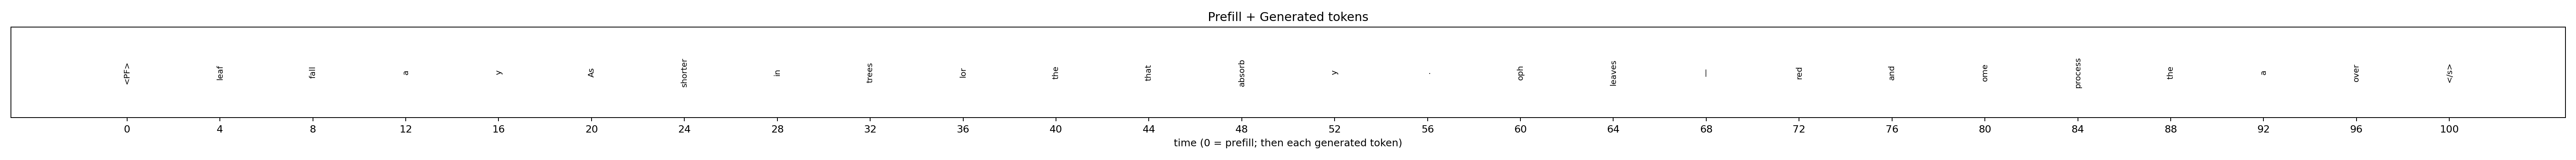 Prefill + Generated tokens
<PF> leaf fall a y As shorter in trees lor the that absorb y . oph leaves — red and ome process the a over </s>
0 4 8 12 16 20 24 28 32 36 40 44 48 52 56 60 64 68 72 76 80 84 88 92 96 100
time (0 = prefill; then each generated token)